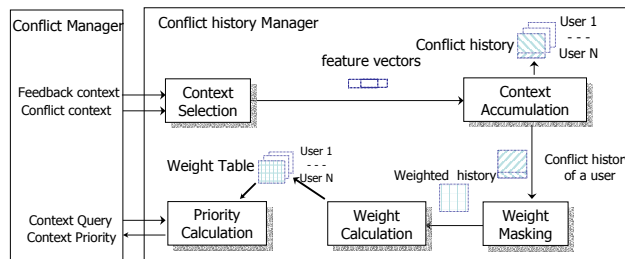 Conflict Manager
Conflict history Manager
User 1
- - -
User N
Conflict history
feature vectors
Feedback context
Conflict context
Context
Selection
Context
Accumulation
User 1
- - -
User N
Weight Table
Weighted history
Conflict history
of a user
Context Query
Context Priority
Priority
Calculation
Weight
Calculation
Weight
Masking